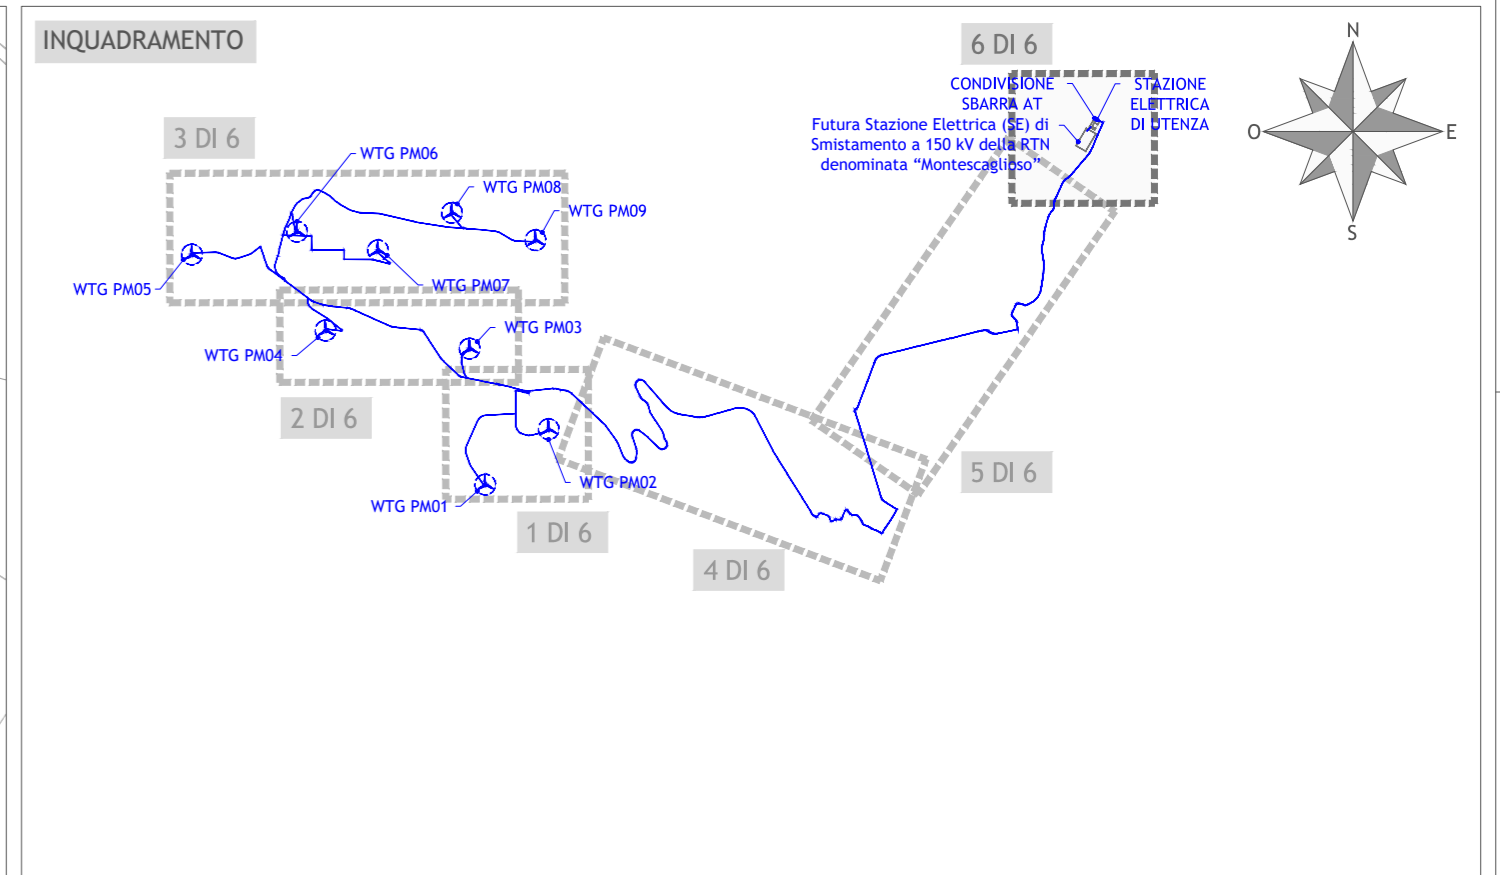 INQUADRAMENTO
6 DI 6
N
CONDIVISIONE
SBARRA AT
STAZIONE
ELETTRICA
DI UTENZA
Futura Stazione Elettrica (SE) di
Smistamento a 150 kV della RTN
denominata “Montescaglioso”
O
E
S
3 DI 6
WTG PM06
WTG PM08
WTG PM09
WTG PM05
WTG PM07
WTG PM03
WTG PM04
2 DI 6
5 DI 6
WTG PM02
WTG PM01
1 DI 6
4 DI 6